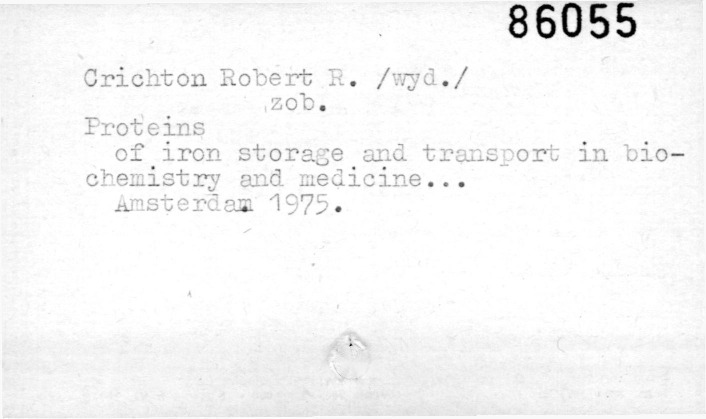 86055
Crichton Robert R. /wyd./
zob.
Proteins
of iron storage and transport in bio-
chemistry and medicine...
Amsterdam 1975.